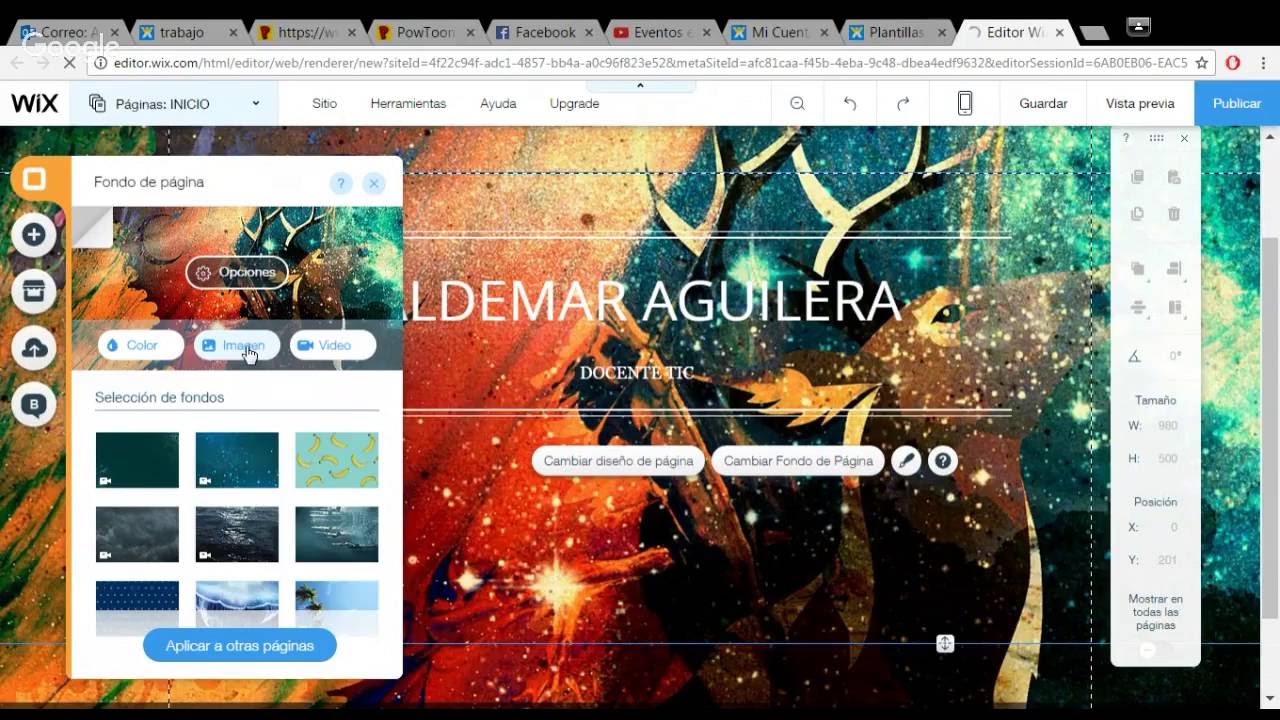 Correo: A
trabajo
https://w
PowToon
Facebook
Eventos e
Mi Cuent
Plantillas
Editor Wi
Google
editor.wix.com/html/editor/web/renderer/new?siteId=4f22c94f-adc1-4857-bb4a-a0c96f823e52&metaSiteId=afc81caa-f45b-4eba-9c48-dbea4edf9632&editorSessionId=6AB0EB06-EAC5
WiX
Páginas: INICIO
Sitio
Herramientas
Ayuda
Upgrade
Guardar
Vista previa
Publicar
Fondo de página
?
Opciones
Color
Imagen
Video
Selección de fondos
Aplicar a otras páginas
B
ALDEMAR AGUILERA
DOCENTE TIC
Cambiar diseño de página
Cambiar Fondo de Página
?
?
0°
Tamaño
W: 980
H: 500
Posición
X: 0
Y: 201
Mostrar en
todas las
páginas